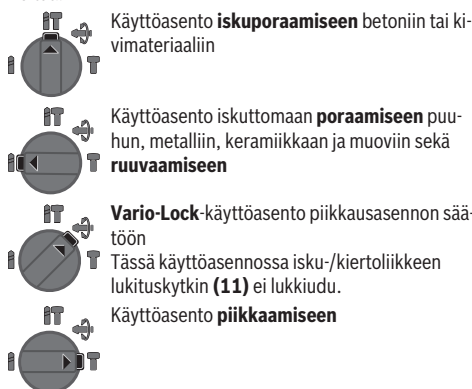 Käyttöasento iskuporaamiseen betoniin tai ki-
vimateriaaliin
Käyttöasento iskuttomaan poraamiseen puu-
hun, metalliin, keramiikkaan ja muoviin sekä
ruuvaamiseen
Vario-Lock-käyttöasento piikkausasennon sää-
töön
Tässä käyttöasennossa isku-/kiertoliikkeen
lukituskytkin (11) ei lukkiudu.
Käyttöasento piikkaamiseen